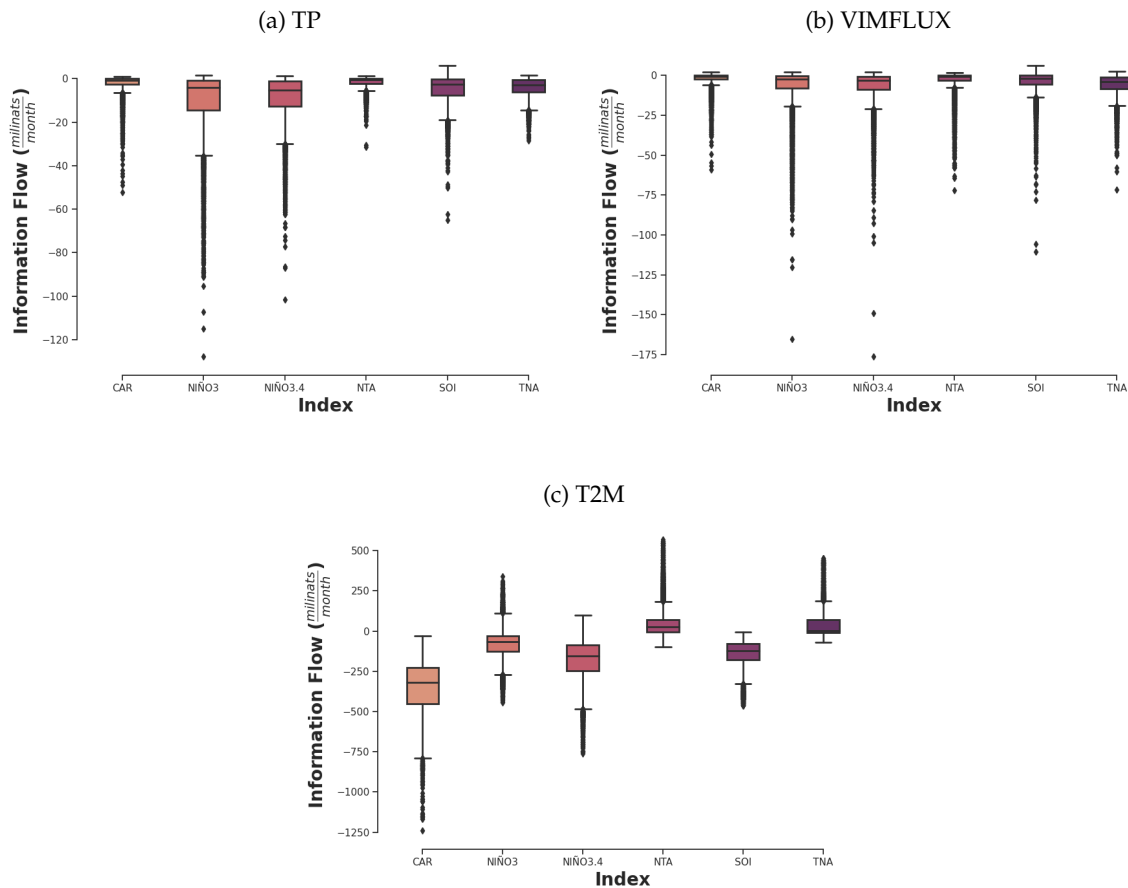 (a) TP
(b) VIMFLUX
Information Flow (milinats/month)
0
−20
−40
−60
−80
−100
−120
CAR
NIÑO3
NIÑO3.4
NTA
SOI
TNA
Index
Information Flow (milinats/month)
0
−25
−50
−75
−100
−125
−150
−175
CAR
NIÑO3
NIÑO3.4
NTA
SOI
TNA
Index
(c) T2M
Information Flow (milinats/month)
500
250
0
−250
−500
−750
−1000
−1250
CAR
NIÑO3
NIÑO3.4
NTA
SOI
TNA
Index